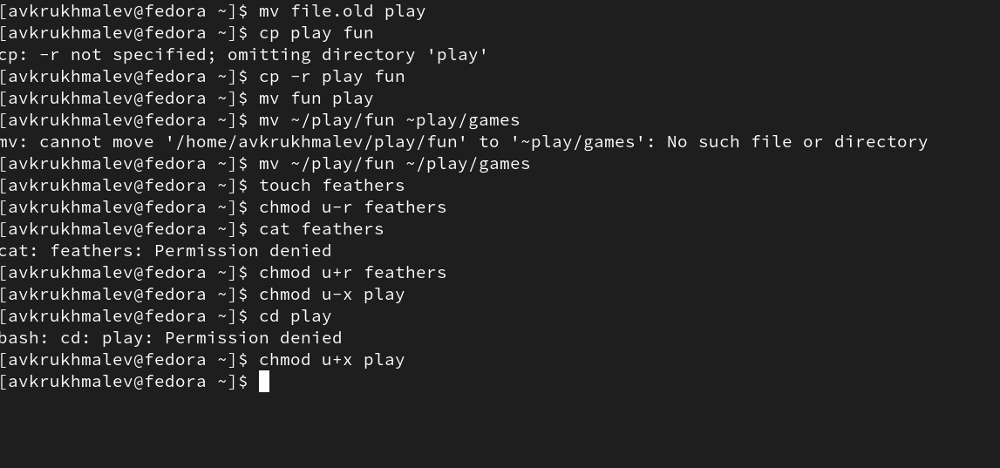 [avkrukhmalev@fedora ~]$ mv file.old play
[avkrukhmalev@fedora ~]$ cp play fun
cp: -r not specified; omitting directory 'play'
[avkrukhmalev@fedora ~]$ cp -r play fun
[avkrukhmalev@fedora ~]$ mv fun play
[avkrukhmalev@fedora ~]$ mv ~/play/fun ~play/games
mv: cannot move '/home/avkrukhmalev/play/fun' to '~play/games': No such file or directory
[avkrukhmalev@fedora ~]$ mv ~/play/fun ~/play/games
[avkrukhmalev@fedora ~]$ touch feathers
[avkrukhmalev@fedora ~]$ chmod u-r feathers
[avkrukhmalev@fedora ~]$ cat feathers
cat: feathers: Permission denied
[avkrukhmalev@fedora ~]$ chmod u+r feathers
[avkrukhmalev@fedora ~]$ chmod u-x play
[avkrukhmalev@fedora ~]$ cd play
bash: cd: play: Permission denied
[avkrukhmalev@fedora ~]$ chmod u+x play
[avkrukhmalev@fedora ~]$